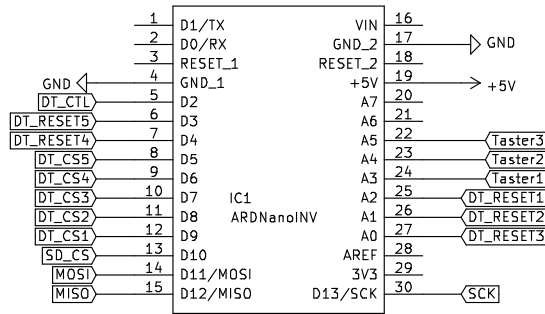 1 D1/TX VIN 16
2 D0/RX GND_2 17 GND
3 RESET_1 RESET_2 18
GND 4 GND_1 +5V 19 +5V
DT_CTL 5 D2 A7 20
DT_RESET5 6 D3 A6 21
DT_RESET4 7 D4 A5 22 Taster3
DT_CS5 8 D5 A4 23 Taster2
DT_CS4 9 D6 A3 24 Taster1
DT_CS3 10 D7 IC1 A2 25 DT_RESET1
DT_CS2 11 D8 ARDNanoINV A1 26 DT_RESET2
DT_CS1 12 D9 A0 27 DT_RESET3
SD_CS 13 D10 AREF 28
MOSI 14 D11/MOSI 3V3 29
MISO 15 D12/MISO D13/SCK 30 SCK